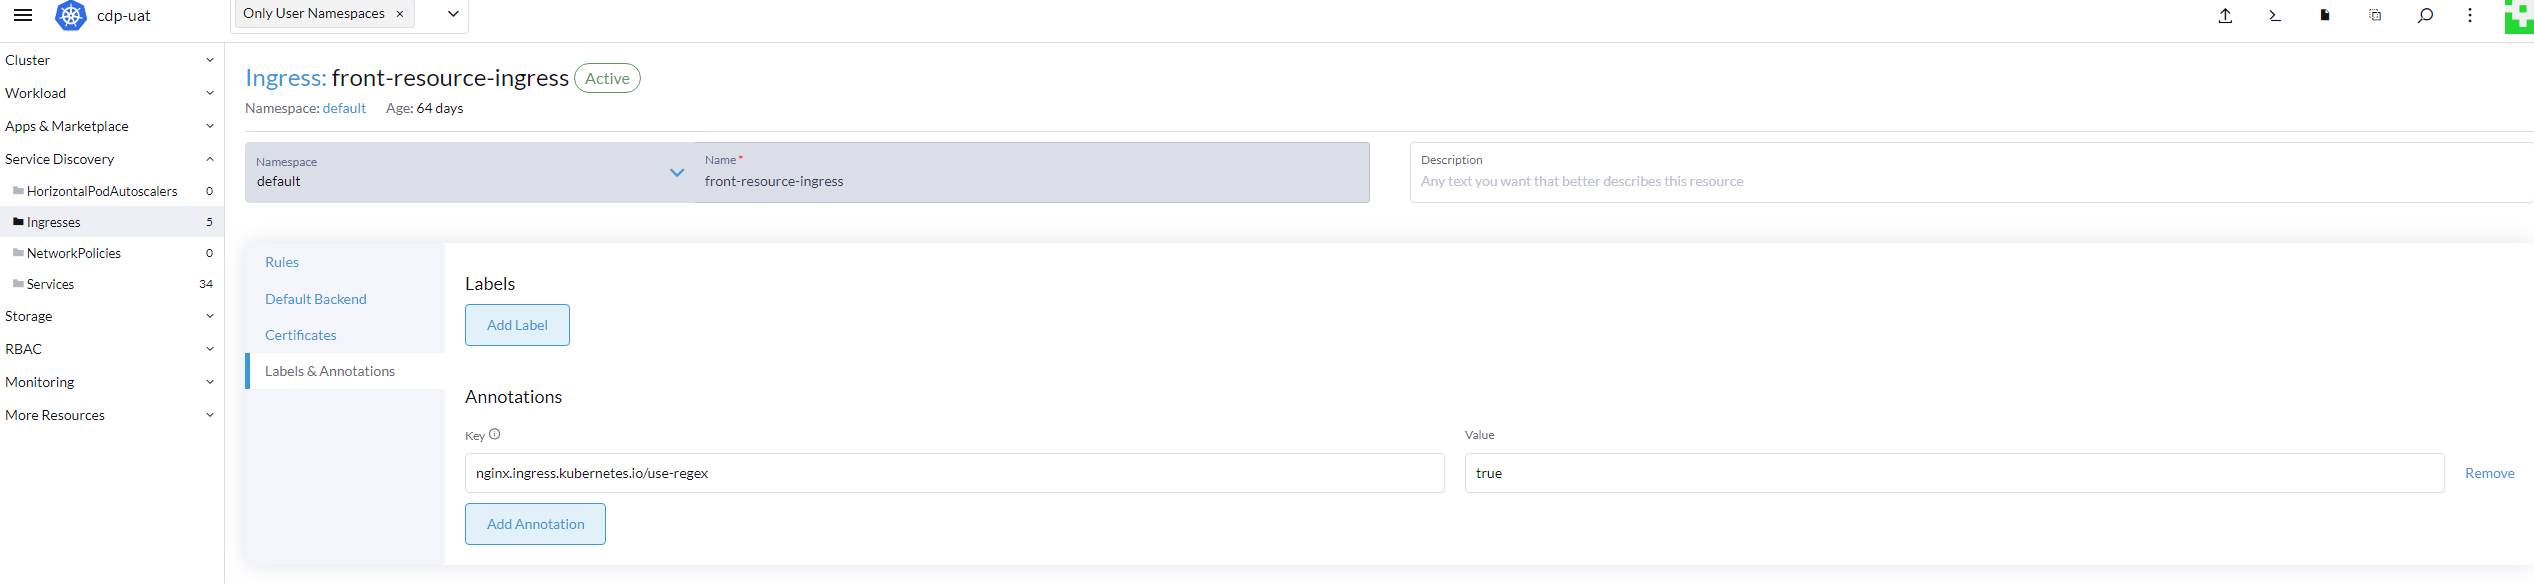 cdp-uat
Only User Namespaces ×
Cluster
Workload
Apps & Marketplace
Service Discovery
HorizontalPodAutoscalers 0
Ingresses 5
NetworkPolicies 0
Services 34
Storage
RBAC
Monitoring
More Resources
Ingress: front-resource-ingress Active
Namespace: default Age: 64 days
Namespace
default
Name *
front-resource-ingress
Description
Any text you want that better describes this resource
Rules
Default Backend
Certificates
Labels & Annotations
Labels
Add Label
Annotations
Key
Value
nginx.ingress.kubernetes.io/use-regex
true
Remove
Add Annotation